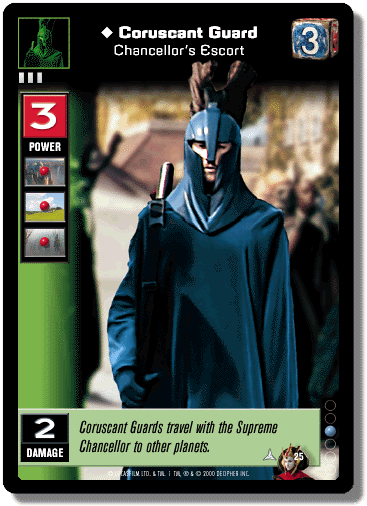 ◆ Coruscant Guard
Chancellor's Escort
3
3
POWER
2
DAMAGE
Coruscant Guards travel with the Supreme
Chancellor to other planets.
25
© LUCASFILM LTD. & TM. | TM, ® & © 2000 DECIPHER INC.